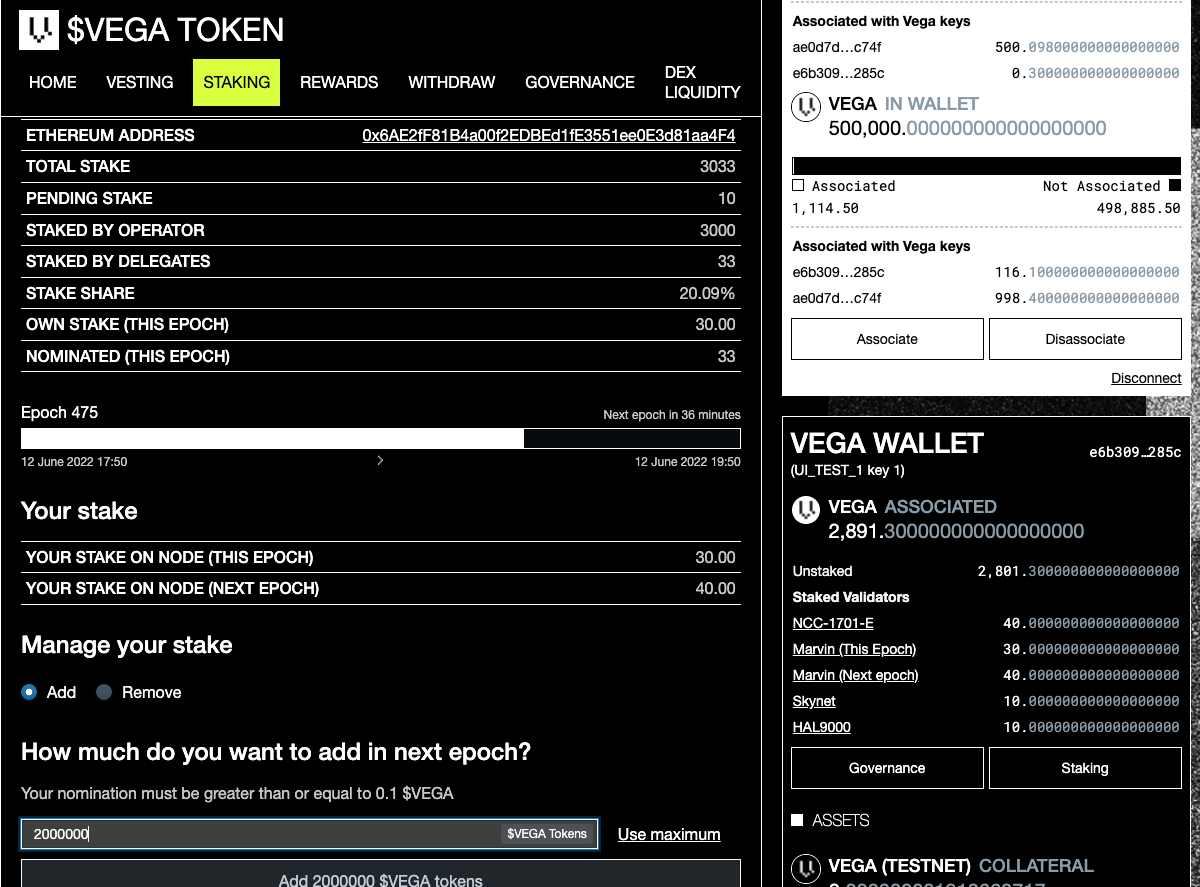 $VEGA TOKEN
HOME VESTING STAKING REWARDS WITHDRAW GOVERNANCE DEX LIQUIDITY
ETHEREUM ADDRESS 0x6AE2fF81B4a00f2EDBEd1fE3551ee0E3d81aa4F4
TOTAL STAKE 3033
PENDING STAKE 10
STAKED BY OPERATOR 3000
STAKED BY DELEGATES 33
STAKE SHARE 20.09%
OWN STAKE (THIS EPOCH) 30.00
NOMINATED (THIS EPOCH) 33
Epoch 475 Next epoch in 36 minutes
12 June 2022 17:50 > 12 June 2022 19:50
Your stake
YOUR STAKE ON NODE (THIS EPOCH) 30.00
YOUR STAKE ON NODE (NEXT EPOCH) 40.00
Manage your stake
Add Remove
How much do you want to add in next epoch?
Your nomination must be greater than or equal to 0.1 $VEGA
2000000 $VEGA Tokens Use maximum
Add 2000000 $VEGA tokens
Associated with Vega keys
ae0d7d…c74f 500.098000000000000000
e6b309…285c 0.300000000000000000
VEGA IN WALLET
500,000.000000000000000000
Associated Not Associated
1,114.50 498,885.50
Associated with Vega keys
e6b309…285c 116.100000000000000000
ae0d7d…c74f 998.400000000000000000
Associate Disassociate
Disconnect
VEGA WALLET e6b309…285c
(UI_TEST_1 key 1)
VEGA ASSOCIATED
2,891.300000000000000000
Unstaked 2,801.300000000000000000
Staked Validators
NCC-1701-E 40.000000000000000000
Marvin (This Epoch) 30.000000000000000000
Marvin (Next epoch) 40.000000000000000000
Skynet 10.000000000000000000
HAL9000 10.000000000000000000
Governance Staking
ASSETS
VEGA (TESTNET) COLLATERAL